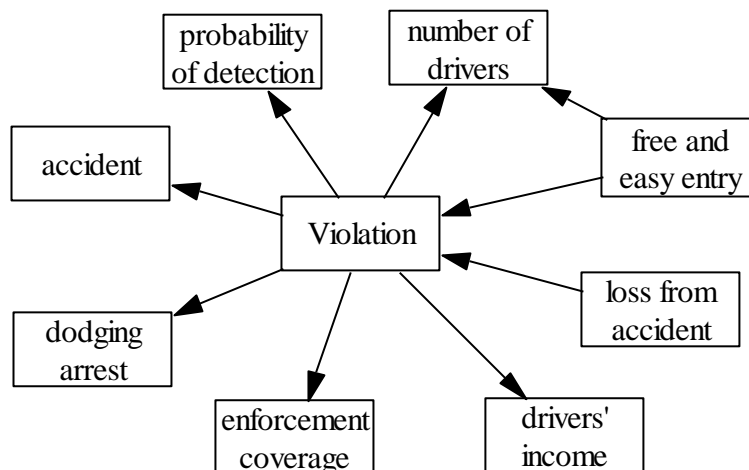 probability
of detection
number of
drivers
accident
free and
easy entry
Violation
loss from
accident
dodging
arrest
enforcement
coverage
drivers'
income